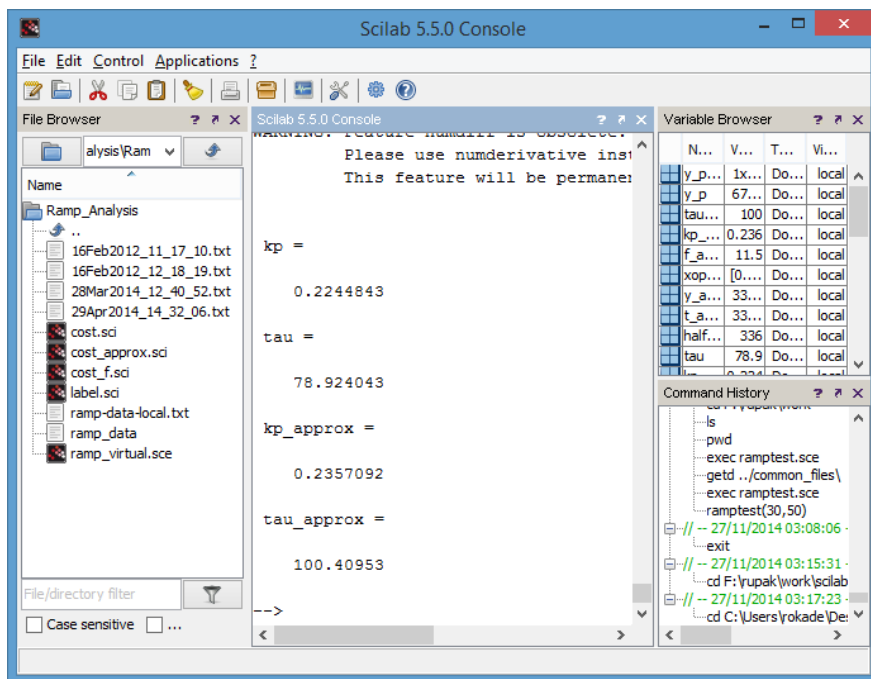 Scilab 5.5.0 Console
File Edit Control Applications ?
File Browser ? X
alysis\Ram
Name
Ramp_Analysis
..
16Feb2012_11_17_10.txt
16Feb2012_12_18_19.txt
28Mar2014_12_40_52.txt
29Apr2014_14_32_06.txt
cost.sci
cost_approx.sci
cost_f.sci
label.sci
ramp-data-local.txt
ramp_data
ramp_virtual.sce
File/directory filter
Case sensitive ...
Scilab 5.5.0 Console ? X
WARNING: Feature numdiff is obsolete.
Please use numderivative inst
This feature will be permanen
kp =
0.2244843
tau =
78.924043
kp_approx =
0.2357092
tau_approx =
100.40953
-->
Variable Browser ? X
N... V... T... Vi...
y_p... 1x... Do... local
y_p 67... Do... local
tau... 100 Do... local
kp_... 0.236 Do... local
f_a... 11.5 Do... local
xop... [0.... Do... local
y_a... 33... Do... local
t_a... 33... Do... local
half... 336 Do... local
tau 78.9 Do... local
Command History ? X
ls
pwd
exec ramptest.sce
getd ../common_files\
exec ramptest.sce
ramptest(30,50)
// -- 27/11/2014 03:08:06 -
exit
// -- 27/11/2014 03:15:31 -
cd F:\rupak\work\scilab
// -- 27/11/2014 03:17:23 -
cd C:\Users\rokade\De